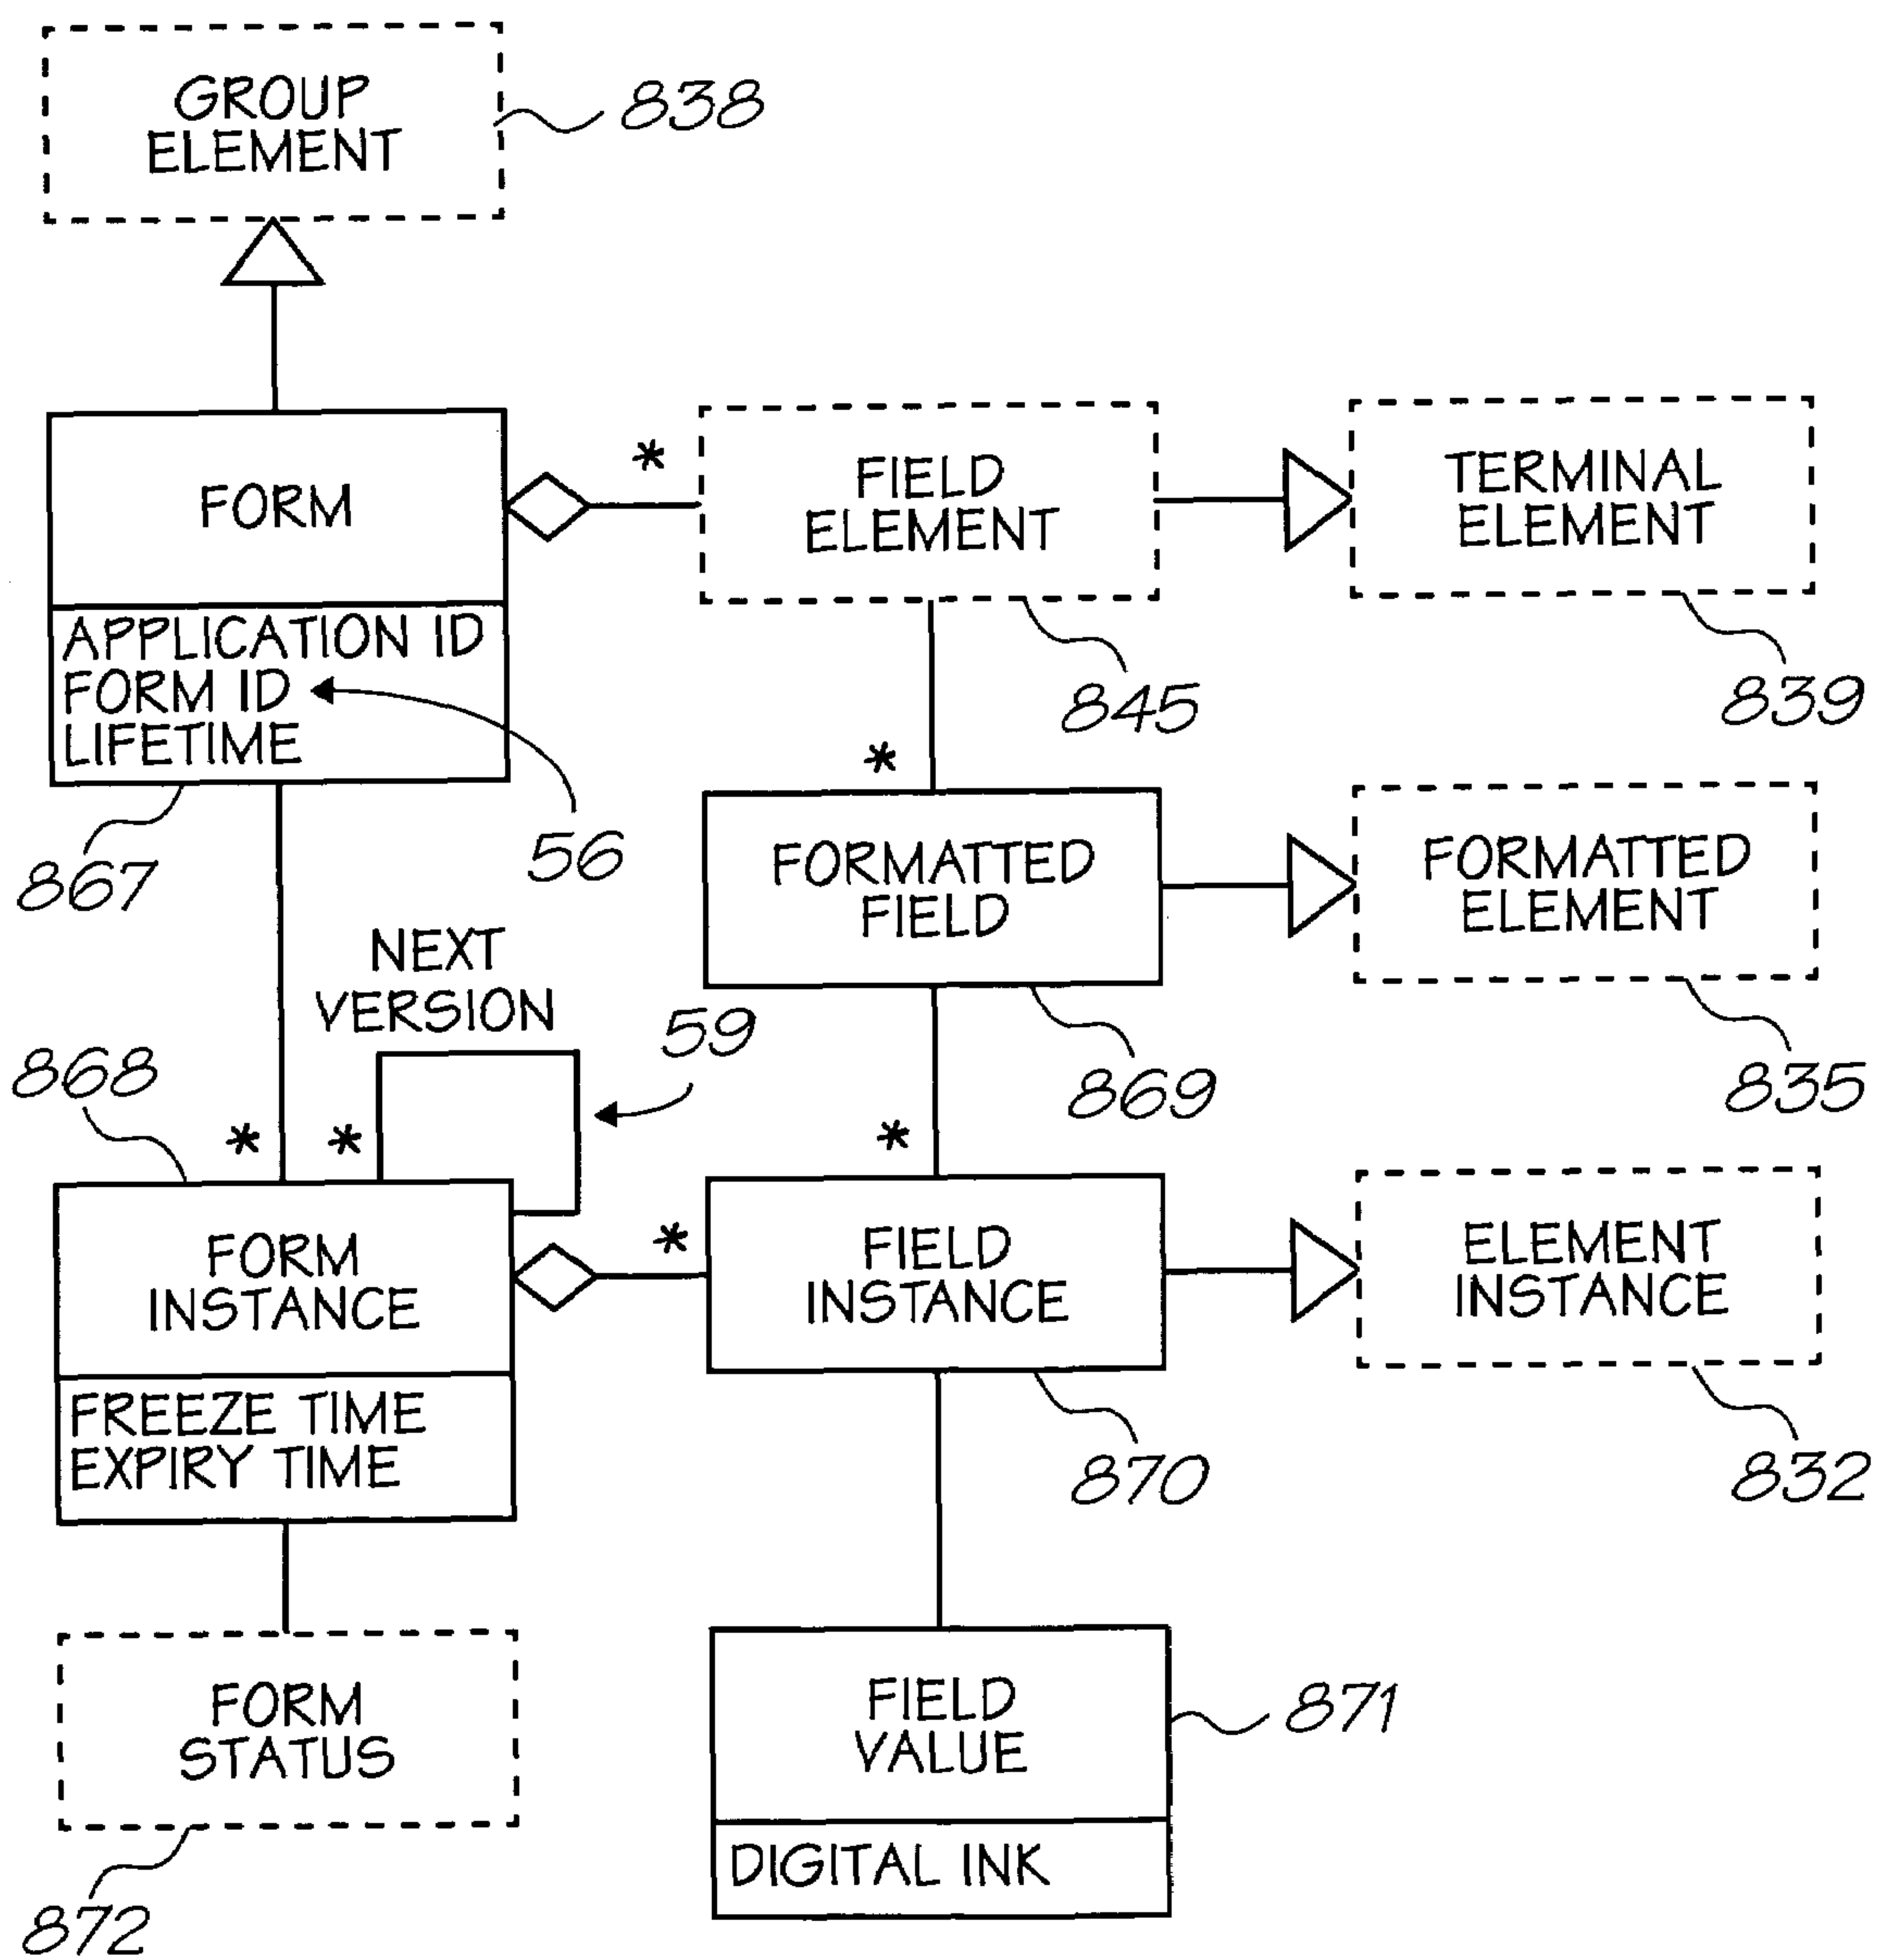 GROUP
ELEMENT
838
FORM
*
FIELD
ELEMENT
TERMINAL
ELEMENT
APPLICATION ID
FORM ID
LIFETIME
845
839
*
867
56
FORMATTED
FIELD
FORMATTED
ELEMENT
NEXT
VERSION
59
868
869
835
*
*
*
FORM
INSTANCE
*
FIELD
INSTANCE
ELEMENT
INSTANCE
FREEZE TIME
EXPIRY TIME
870
832
FORM
STATUS
FIELD
VALUE
871
DIGITAL INK
872